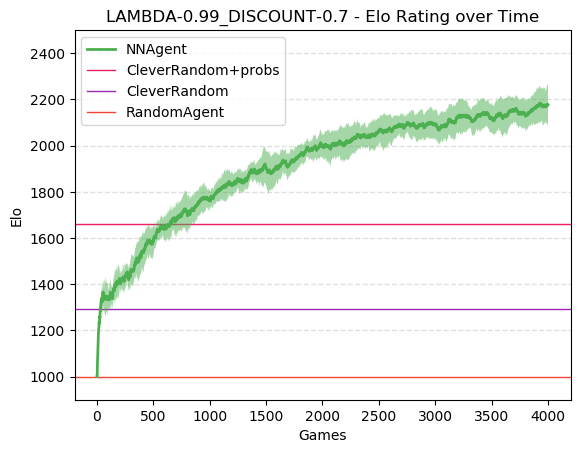 LAMBDA-0.99_DISCOUNT-0.7 - Elo Rating over Time
NNAgent
CleverRandom+probs
CleverRandom
RandomAgent
Elo
2400
2200
2000
1800
1600
1400
1200
1000
0 500 1000 1500 2000 2500 3000 3500 4000
Games